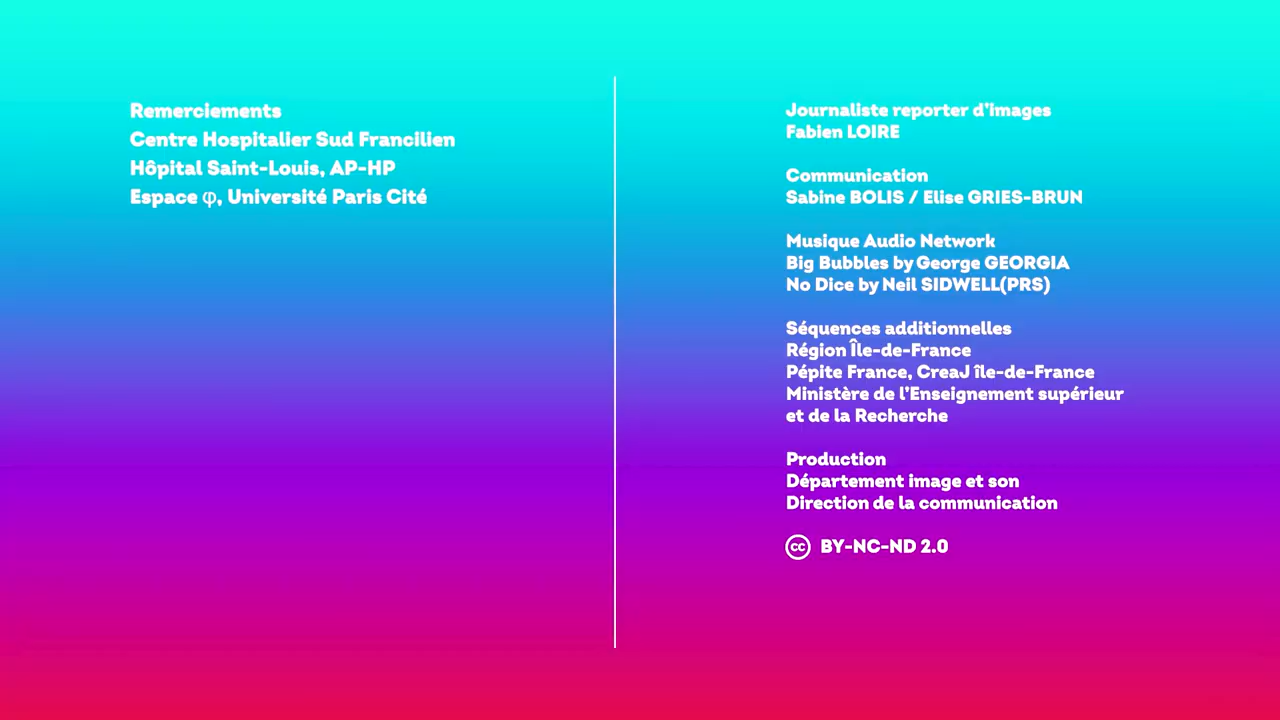 Remerciements
Centre Hospitalier Sud Francilien
Hôpital Saint-Louis, AP-HP
Espace φ, Université Paris Cité
Journaliste reporter d'images
Fabien LOIRE
Communication
Sabine BOLIS / Elise GRIES-BRUN
Musique Audio Network
Big Bubbles by George GEORGIA
No Dice by Neil SIDWELL(PRS)
Séquences additionnelles
Région Île-de-France
Pépite France, CreaJ île-de-France
Ministère de l'Enseignement supérieur
et de la Recherche
Production
Département image et son
Direction de la communication
cc BY-NC-ND 2.0